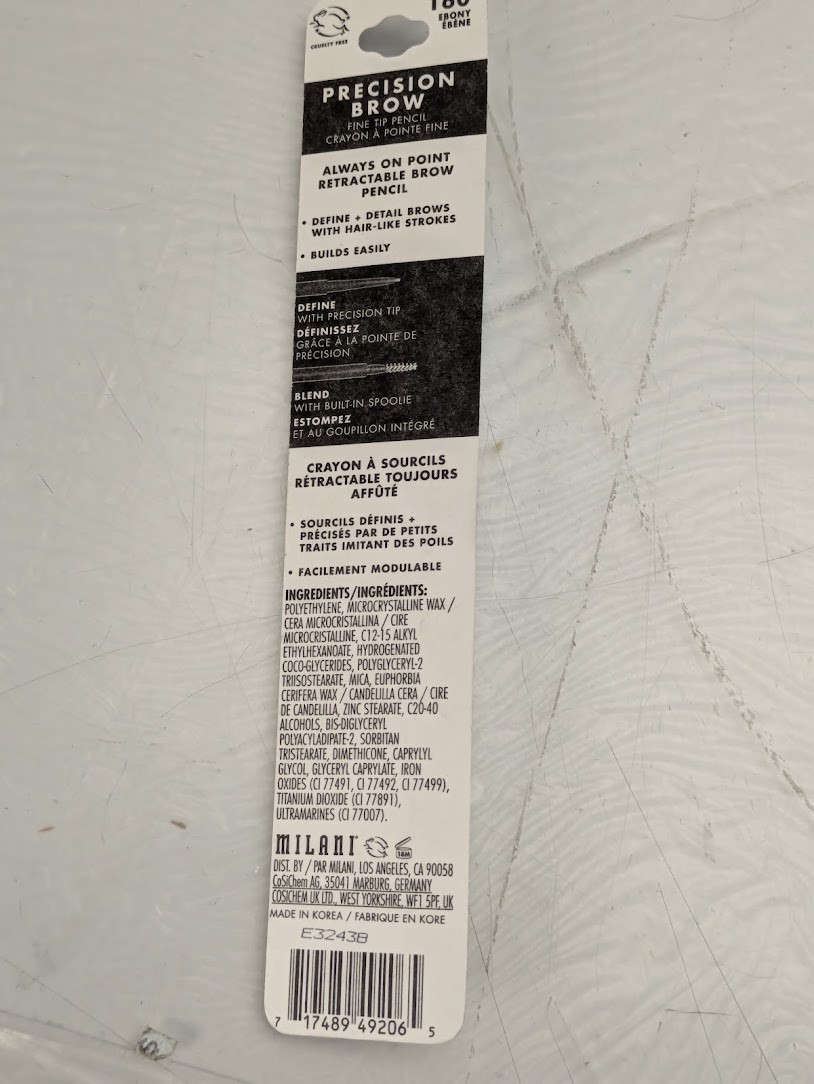 180
EBONY
ÉBÈNE
CRUELTY FREE
PRECISION
BROW
FINE TIP PENCIL
CRAYON À POINTE FINE
ALWAYS ON POINT
RETRACTABLE BROW
PENCIL
• DEFINE + DETAIL BROWS
WITH HAIR-LIKE STROKES
• BUILDS EASILY
DEFINE
WITH PRECISION TIP
DÉFINISSEZ
GRÂCE À LA POINTE DE
PRÉCISION
BLEND
WITH BUILT-IN SPOOLIE
ESTOMPEZ
ET AU GOUPILLON INTÉGRÉ
CRAYON À SOURCILS
RÉTRACTABLE TOUJOURS
AFFÛTÉ
• SOURCILS DÉFINIS +
PRÉCISÉS PAR DE PETITS
TRAITS IMITANT DES POILS
• FACILEMENT MODULABLE
INGREDIENTS/INGRÉDIENTS:
POLYETHYLENE, MICROCRYSTALLINE WAX /
CERA MICROCRISTALLINA / CIRE
MICROCRISTALLINE, C12-15 ALKYL
ETHYLHEXANOATE, HYDROGENATED
COCO-GLYCERIDES, POLYGLYCERYL-2
TRIISOSTEARATE, MICA, EUPHORBIA
CERIFERA WAX / CANDELILLA CERA / CIRE
DE CANDELILLA, ZINC STEARATE, C20-40
ALCOHOLS, BIS-DIGLYCERYL
POLYACYLADIPATE-2, SORBITAN
TRISTEARATE, DIMETHICONE, CAPRYLYL
GLYCOL, GLYCERYL CAPRYLATE, IRON
OXIDES (CI 77491, CI 77492, CI 77499),
TITANIUM DIOXIDE (CI 77891),
ULTRAMARINES (CI 77007).
MILANI 18M
DIST. BY / PAR MILANI, LOS ANGELES, CA 90058
CoSiChem AG, 35041 MARBURG, GERMANY
COSICHEM UK LTD., WEST YORKSHIRE, WF1 5PF, UK
MADE IN KOREA / FABRIQUE EN KORE
E3243B
7 17489 49206 5